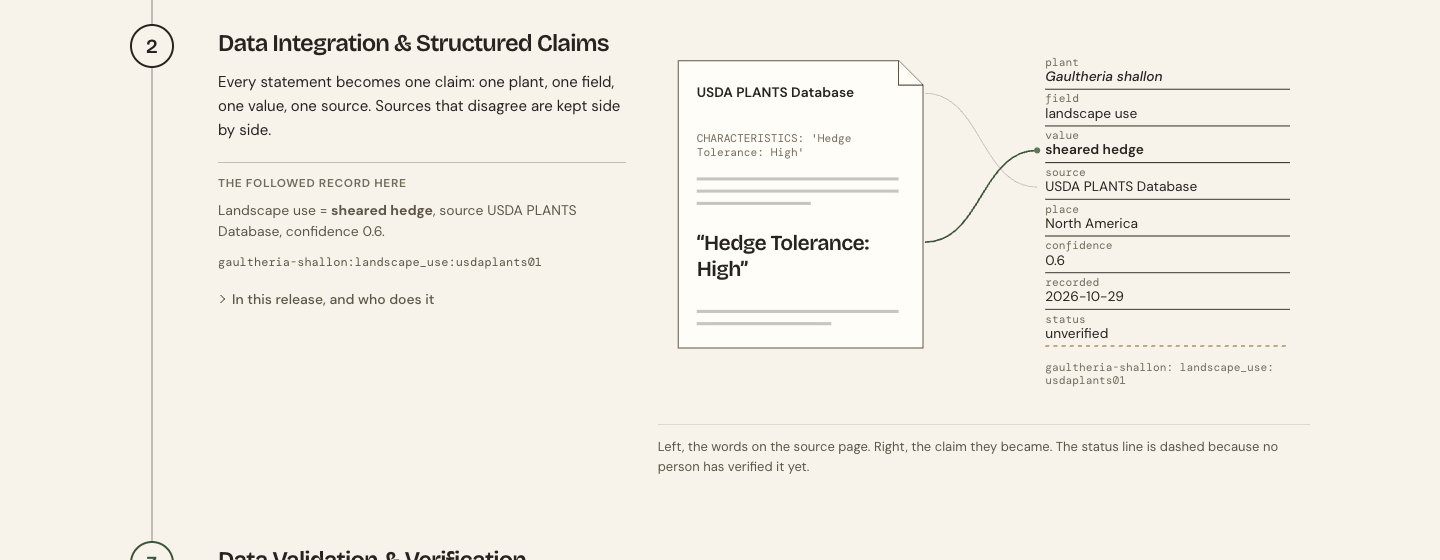 2
Data Integration & Structured Claims
Every statement becomes one claim: one plant, one field,
one value, one source. Sources that disagree are kept side
by side.
THE FOLLOWED RECORD HERE
Landscape use = sheared hedge, source USDA PLANTS
Database, confidence 0.6.
gaultheria-shallon:landscape_use:usdaplants01
In this release, and who does it
USDA PLANTS Database
CHARACTERISTICS: 'Hedge
Tolerance: High'
“Hedge Tolerance:
High”
plant
Gaultheria shallon
field
landscape use
value
sheared hedge
source
USDA PLANTS Database
place
North America
confidence
0.6
recorded
2026-10-29
status
unverified
gaultheria-shallon: landscape_use:
usdaplants01
Left, the words on the source page. Right, the claim they became. The status line is dashed because no
person has verified it yet.
Data Validation & Verification